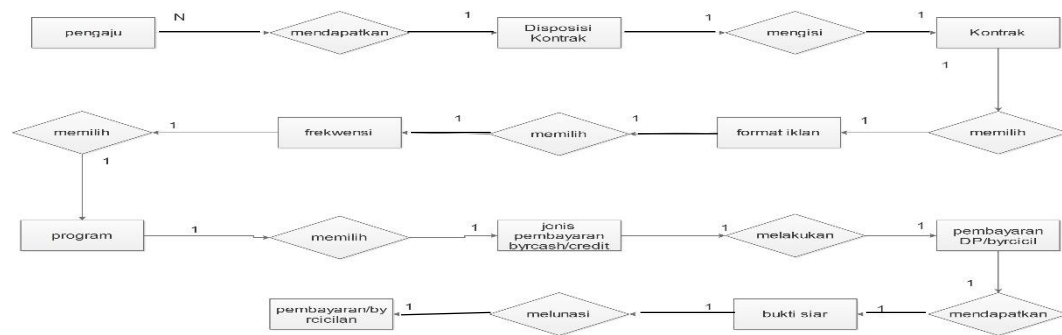 N
1
1
1
pengaju
mendapatkan
Disposisi
Kontrak
mengisi
Kontrak
1
memilih
1
frekwensi
1
memilih
1
format iklan
1
memilih
1
program
1
memilih
1
jenis
pembayaran
byrcash/credit
1
melakukan
1
pembayaran
DP/byrcicil
1
pembayaran/by
rcicilan
1
melunasi
1
bukti siar
1
mendapatkan